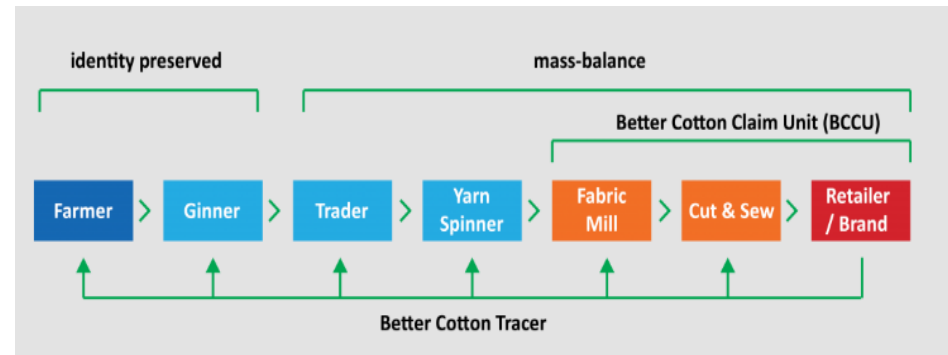 identity preserved
mass-balance
Better Cotton Claim Unit (BCCU)
Farmer
Ginner
Trader
Yarn
Spinner
Fabric
Mill
Cut & Sew
Retailer
/ Brand
Better Cotton Tracer